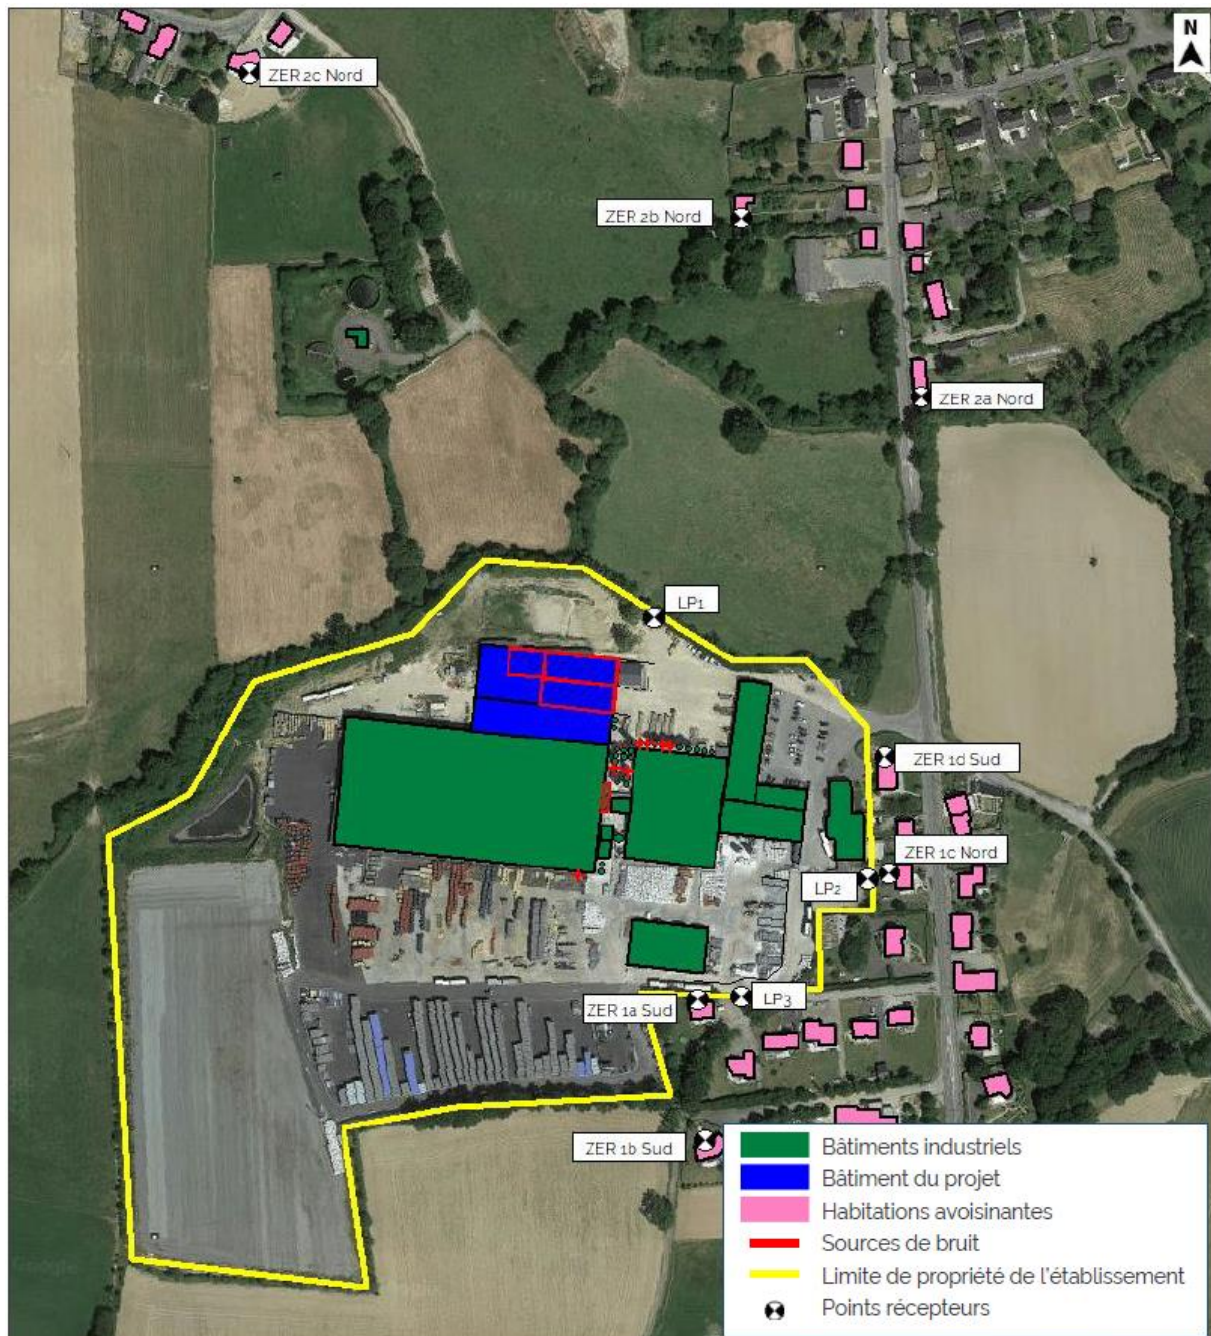 N
ZER 2c Nord
ZER 2b Nord
ZER 2a Nord
LP1
ZER 1d Sud
ZER 1c Nord
LP2
ZER 1a Sud
LP3
ZER 1b Sud
Bâtiments industriels
Bâtiment du projet
Habitations avoisinantes
Sources de bruit
Limite de propriété de l'établissement
Points récepteurs